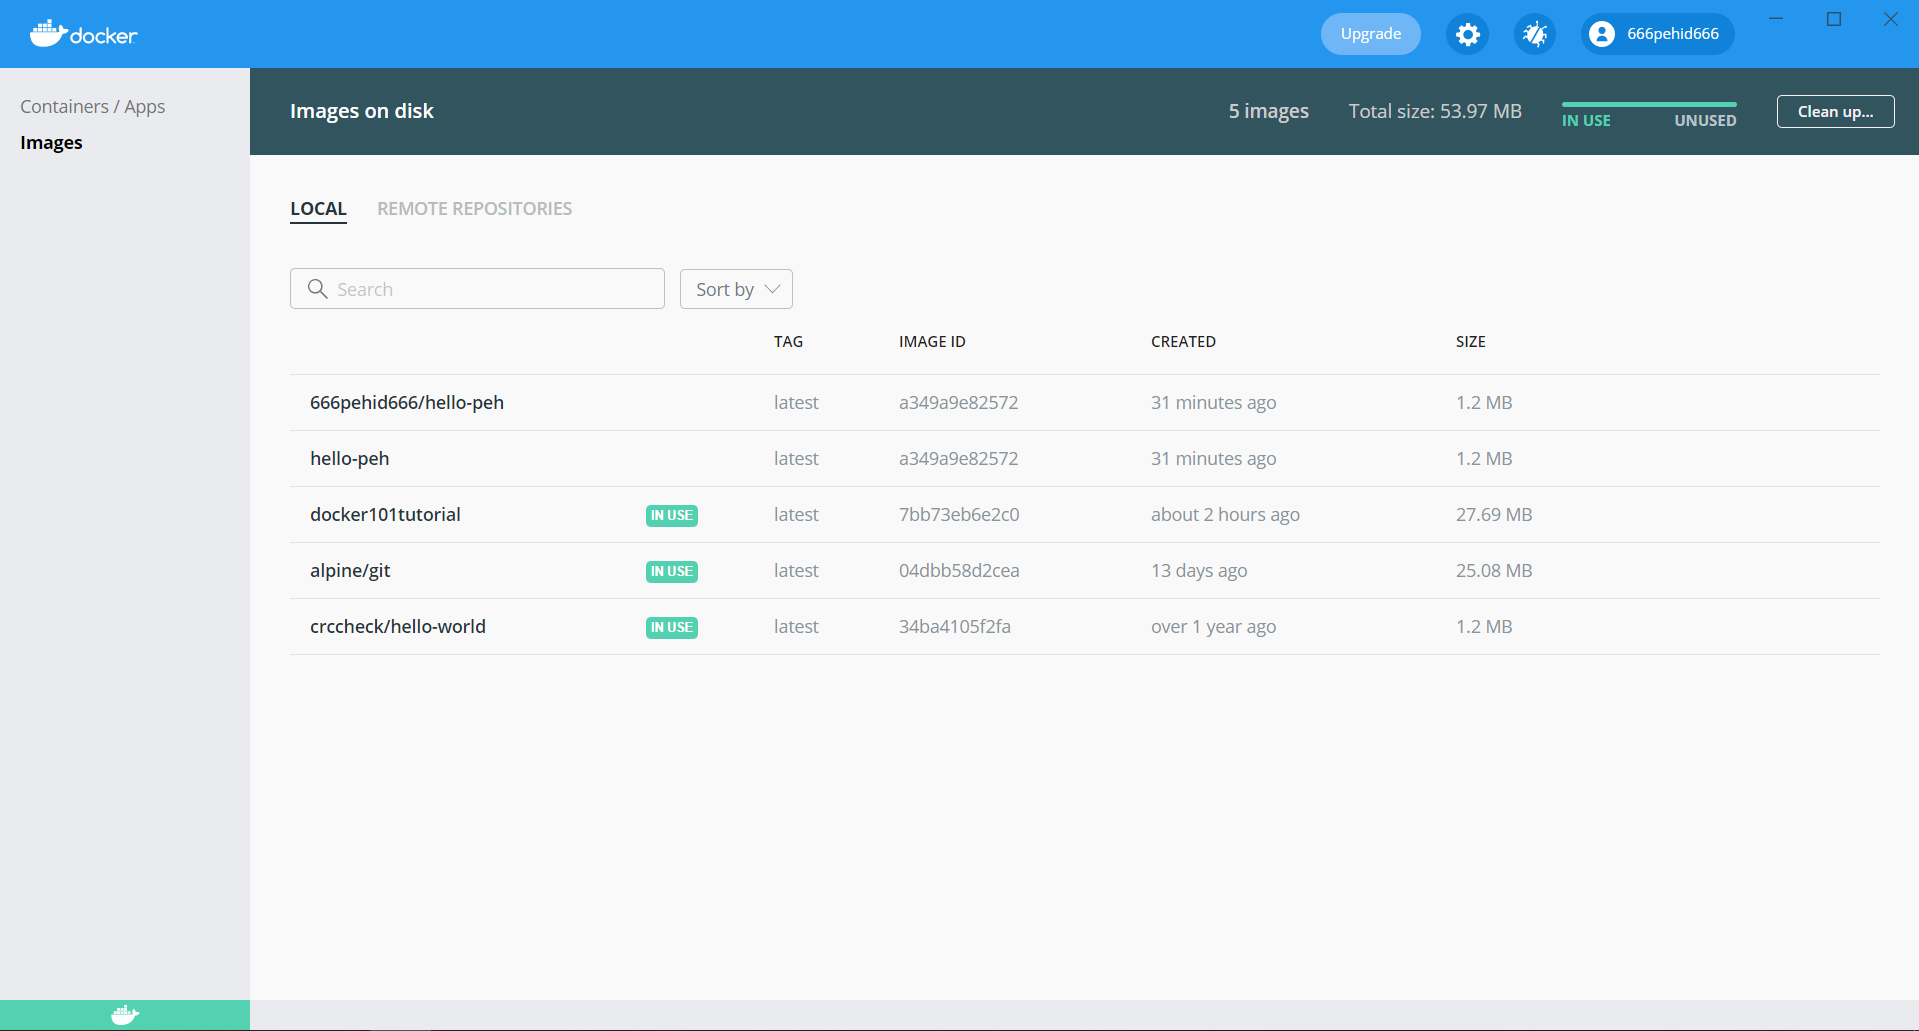 docker
Upgrade
666pehid666
Containers / Apps
Images
Images on disk
5 images
Total size: 53.97 MB
IN USE
UNUSED
Clean up...
LOCAL
REMOTE REPOSITORIES
Search
Sort by
TAG IMAGE ID CREATED SIZE
666pehid666/hello-peh latest a349a9e82572 31 minutes ago 1.2 MB
hello-peh latest a349a9e82572 31 minutes ago 1.2 MB
docker101tutorial IN USE latest 7bb73eb6e2c0 about 2 hours ago 27.69 MB
alpine/git IN USE latest 04dbb58d2cea 13 days ago 25.08 MB
crccheck/hello-world IN USE latest 34ba4105f2fa over 1 year ago 1.2 MB